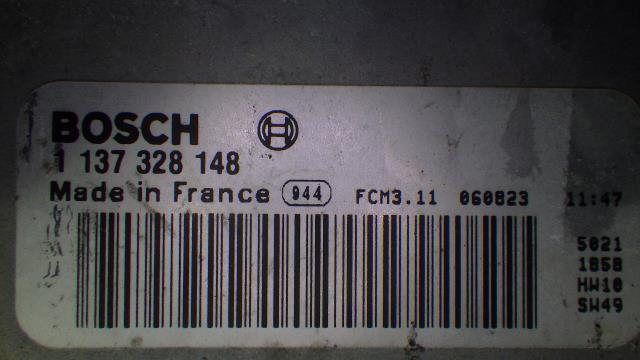 BOSCH
1 137 328 148
Made in France 944 FCM3.11 060823 11:47
5021
1858
HW10
SW49